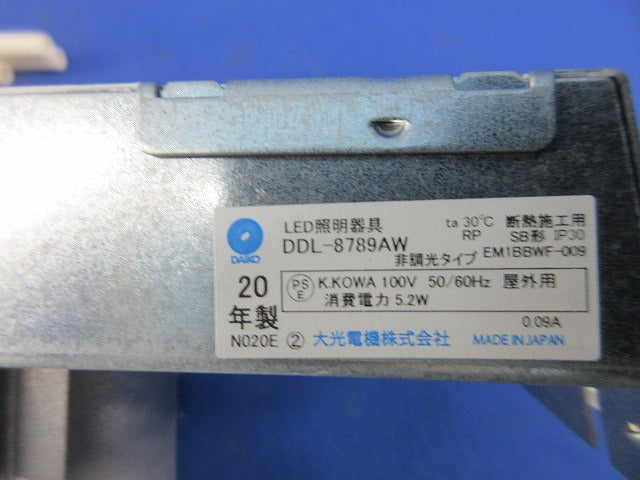 DAIKO
LED照明器具
DDL-8789AW
非調光タイプ
ta 30℃ 断熱施工用
RP SB形 IP30
EM1BBWF-009
20
年製
PS
E
K.KOWA 100V 50/60Hz 屋外用
消費電力 5.2W
0.09A
N020E ② 大光電機株式会社 MADE IN JAPAN